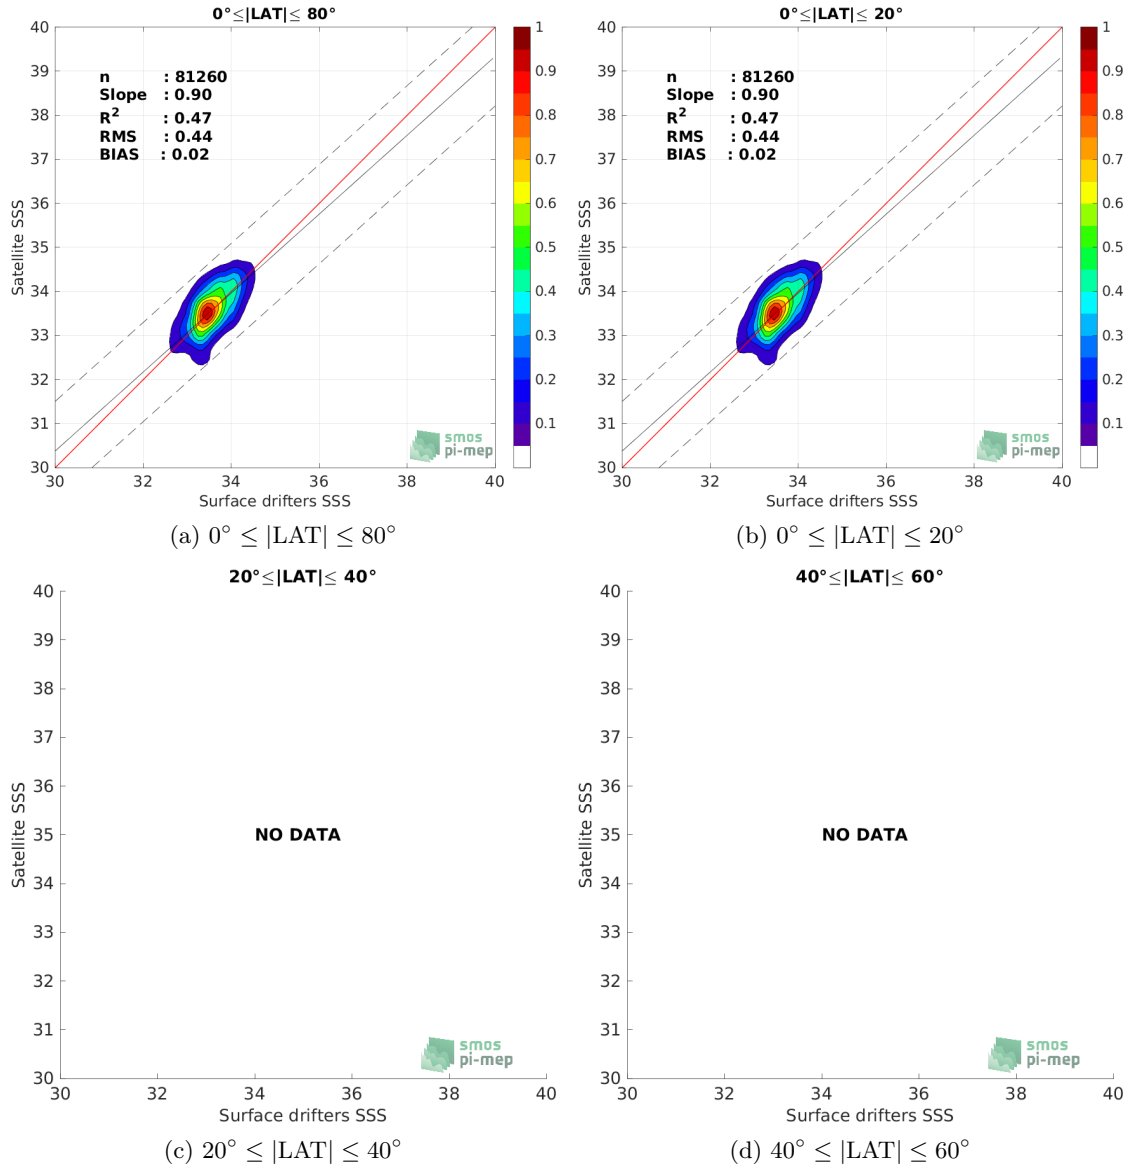 0°≤|LAT|≤ 80°
40
39
38
37
36
35
34
33
32
31
30
Satellite SSS
n : 81260
Slope : 0.90
R² : 0.47
RMS : 0.44
BIAS : 0.02
smos
pi-mep
30 32 34 36 38 40
Surface drifters SSS
1
0.9
0.8
0.7
0.6
0.5
0.4
0.3
0.2
0.1
(a) 0° ≤ |LAT| ≤ 80°
0°≤|LAT|≤ 20°
40
39
38
37
36
35
34
33
32
31
30
Satellite SSS
n : 81260
Slope : 0.90
R² : 0.47
RMS : 0.44
BIAS : 0.02
smos
pi-mep
30 32 34 36 38 40
Surface drifters SSS
1
0.9
0.8
0.7
0.6
0.5
0.4
0.3
0.2
0.1
(b) 0° ≤ |LAT| ≤ 20°
20°≤|LAT|≤ 40°
40
39
38
37
36
35
34
33
32
31
30
Satellite SSS
NO DATA
smos
pi-mep
30 32 34 36 38 40
Surface drifters SSS
(c) 20° ≤ |LAT| ≤ 40°
40°≤|LAT|≤ 60°
40
39
38
37
36
35
34
33
32
31
30
Satellite SSS
NO DATA
smos
pi-mep
30 32 34 36 38 40
Surface drifters SSS
(d) 40° ≤ |LAT| ≤ 60°